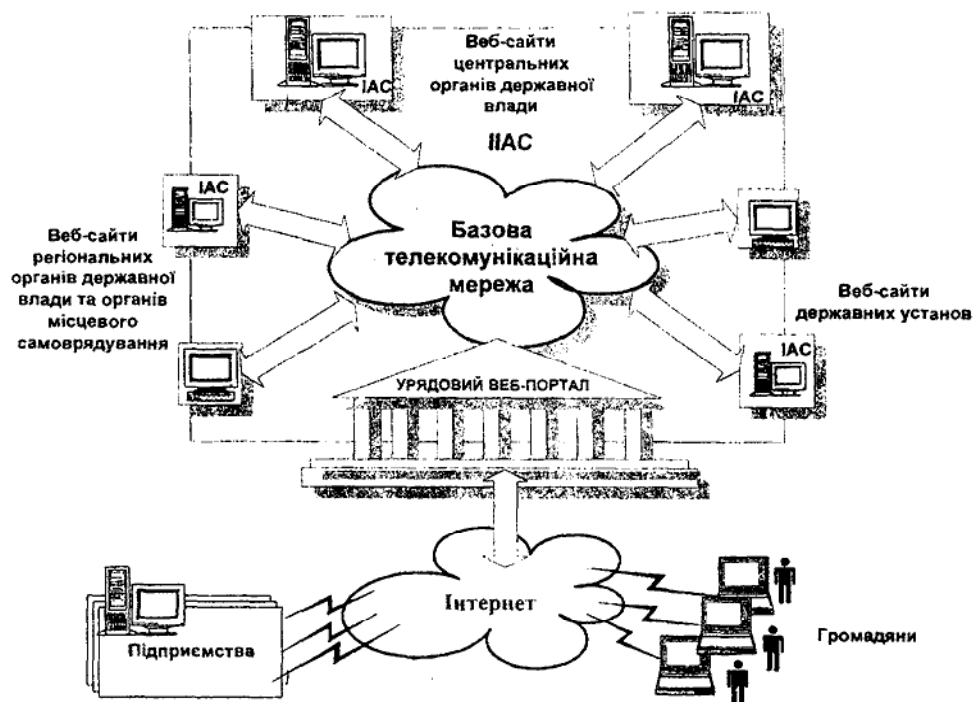 ІАС
Веб-сайти
центральних
органів державної
влади
ІАС
ІІАС
ІАС
Базова
телекомунікаційна
мережа
Веб-сайти
регіональних
органів державної
влади та органів
місцевого
самоврядування
Веб-сайти
державних установ
ІАС
УРЯДОВИЙ ВЕБ-ПОРТАЛ
Інтернет
Підприємства
Громадяни